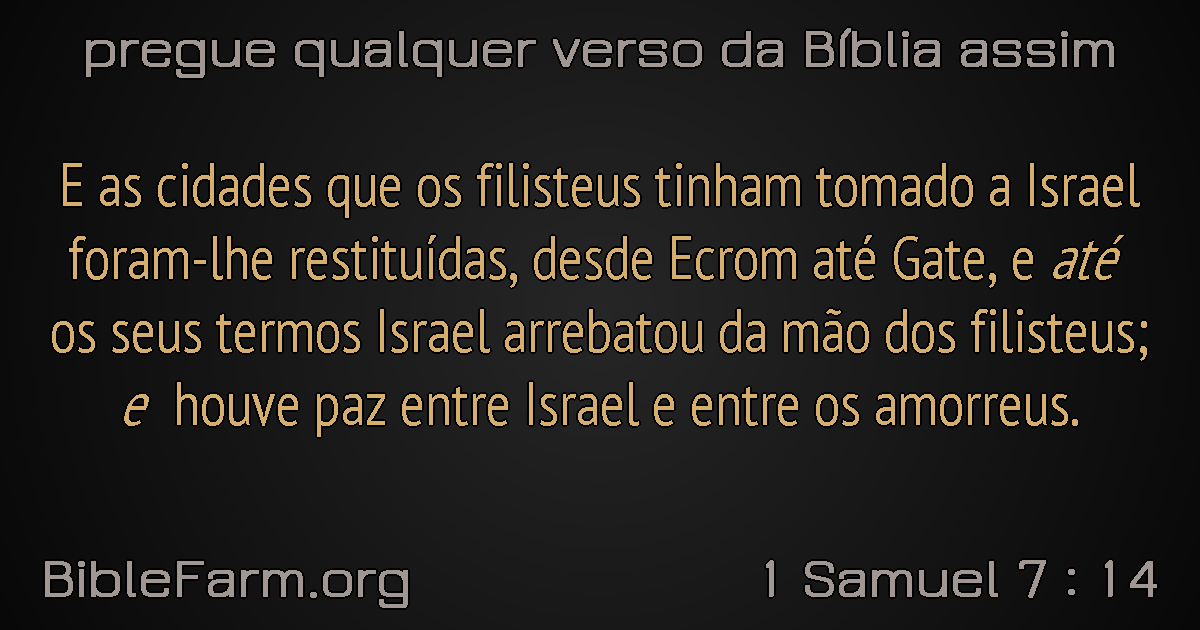 pregue qualquer verso da Bíblia assim
E as cidades que os filisteus tinham tomado a Israel
foram-lhe restituídas, desde Ecrom até Gate, e até
os seus termos Israel arrebatou da mão dos filisteus;
e houve paz entre Israel e entre os amorreus.
BibleFarm.org 1 Samuel 7 : 14